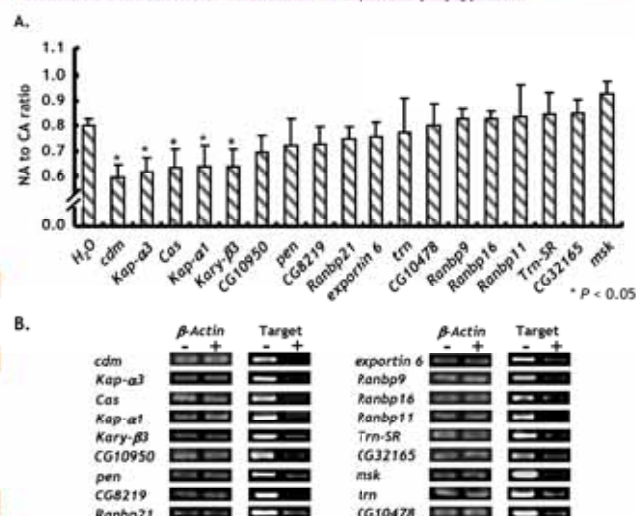 A.
1.1
1.0
0.9
0.8
0.7
0.6
0.0
NA to CA ratio
H₂O
cdm
Kap-α3
Cas
Kap-α1
Kary-β3
CG10950
pen
CG8219
Ranbp21
exportin 6
trn
CG10478
Ranbp9
Ranbp16
Ranbp11
Trn-SR
CG32165
msk
* * * * *
* P < 0.05
B.
β-Actin Target β-Actin Target
- + - + - + - +
cdm exportin 6
Kap-α3 Ranbp9
Cas Ranbp16
Kap-α1 Ranbp11
Kary-β3 Trn-SR
CG10950 CG32165
pen msk
CG8219 trn
Ranbp21 CG10478